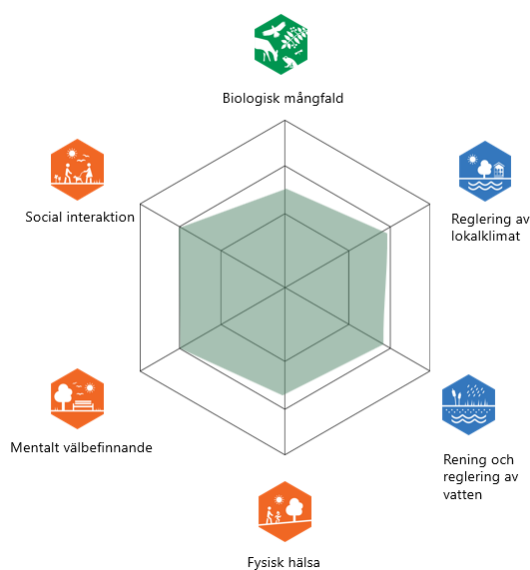 Biologisk mångfald
Social interaktion
Reglering av
lokalklimat
Mentalt välbefinnande
Rening och
reglering av
vatten
Fysisk hälsa